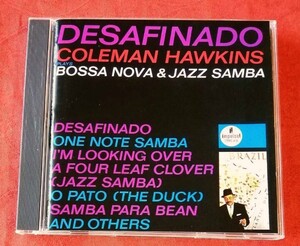 DESAFINADO
COLEMAN HAWKINS
PLAYS
BOSSA NOVA & JAZZ SAMBA
DESAFINADO
ONE NOTE SAMBA
I'M LOOKING OVER
A FOUR LEAF CLOVER
(JAZZ SAMBA)
O PATO (THE DUCK)
SAMBA PARA BEAN
AND OTHERS
impulse!
BRAZIL